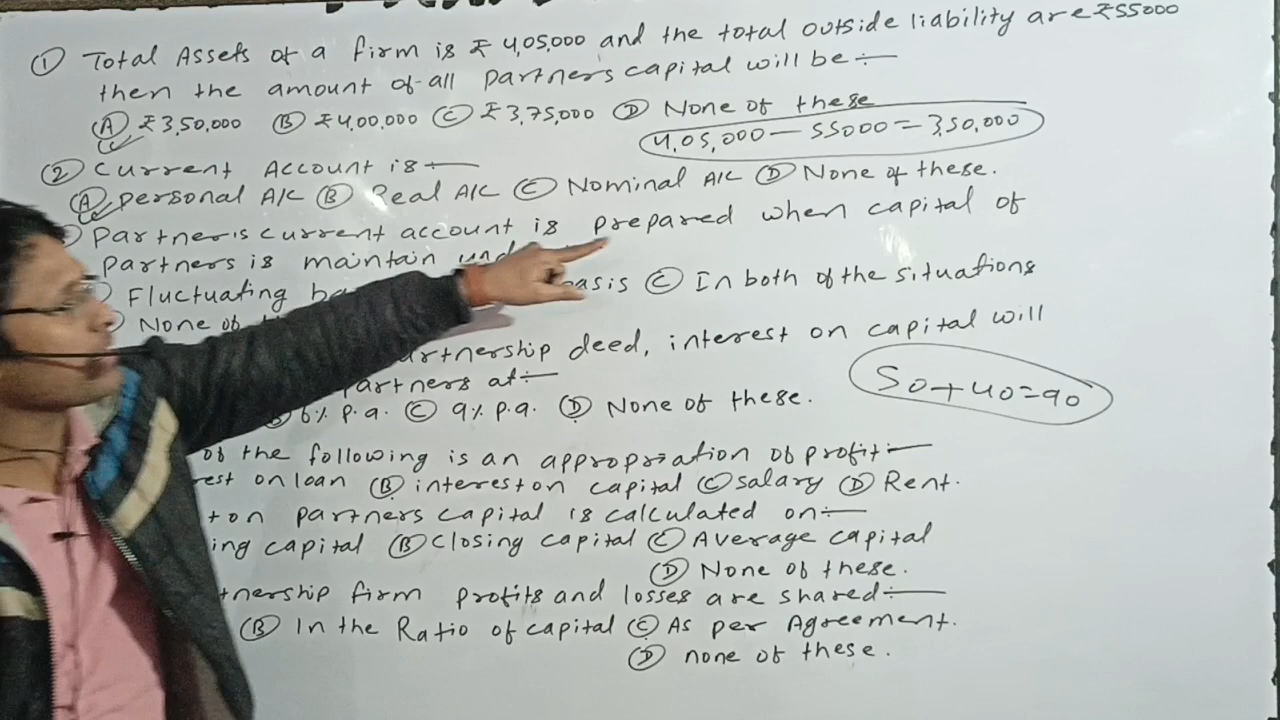 ① Total Assets of a firm is ₹ 4,05,000 and the total outside liability are ₹55000
then the amount of all partners capital will be :-
Ⓐ ₹3,50,000 Ⓑ ₹4,00,000 Ⓒ ₹3,75,000 Ⓓ None of these
4,05,000 - 55000 = 3,50,000
② Current Account is :-
Ⓐ personal A/C Ⓑ Real A/C Ⓒ Nominal A/C Ⓓ None of these.
Partner's current account is prepared when capital of
partners is maintain
Fluctuating basis Ⓒ In both of the situations
None of
partnership deed, interest on capital will
partners at :-
50+40=90
Ⓑ 6% p.a. Ⓒ 9% p.a. Ⓓ None of these.
of the following is an appropriation of profit :-
on loan Ⓑ interest on capital Ⓒ salary Ⓓ Rent.
on partners capital is calculated on :-
capital Ⓑ Closing capital Ⓒ Average capital
Ⓓ None of these.
firm profits and losses are shared :-
Ⓑ In the Ratio of capital Ⓒ As per Agreement.
Ⓓ none of these.